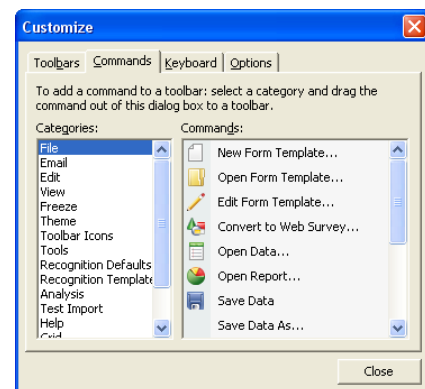 Customize
Toolbars Commands Keyboard Options
To add a command to a toolbar: select a category and drag the
command out of this dialog box to a toolbar.
Categories:
File
Email
Edit
View
Freeze
Theme
Toolbar Icons
Tools
Recognition Defaults
Recognition Template
Analysis
Test Import
Help
Grid
Commands:
New Form Template...
Open Form Template...
Edit Form Template...
Convert to Web Survey...
Open Data...
Open Report...
Save Data
Save Data As...
Close